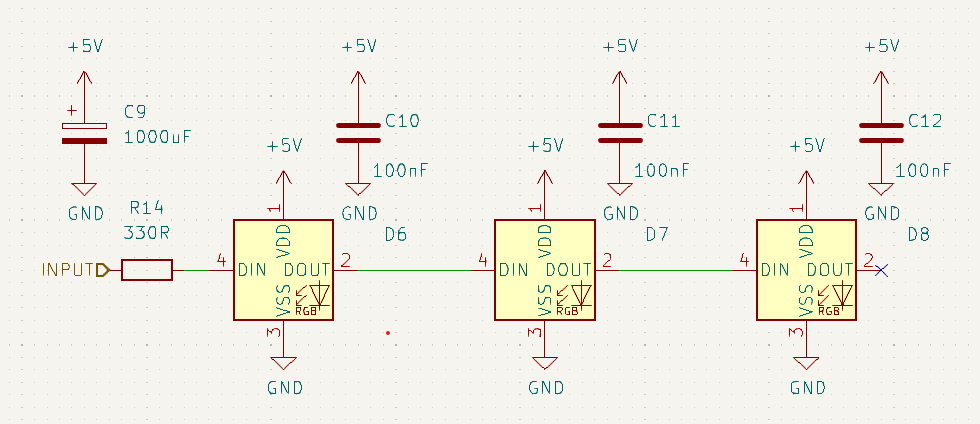 +5V
+5V
+5V
+5V
+
C9
1000uF
C10
100nF
C11
100nF
C12
100nF
+5V
+5V
+5V
GND
GND
GND
GND
R14
330R
D6
D7
D8
INPUT
1
4
DIN
DOUT
2
VDD
VSS
RGB
3
GND
1
4
DIN
DOUT
2
VDD
VSS
RGB
3
GND
1
4
DIN
DOUT
2
VDD
VSS
RGB
3
GND